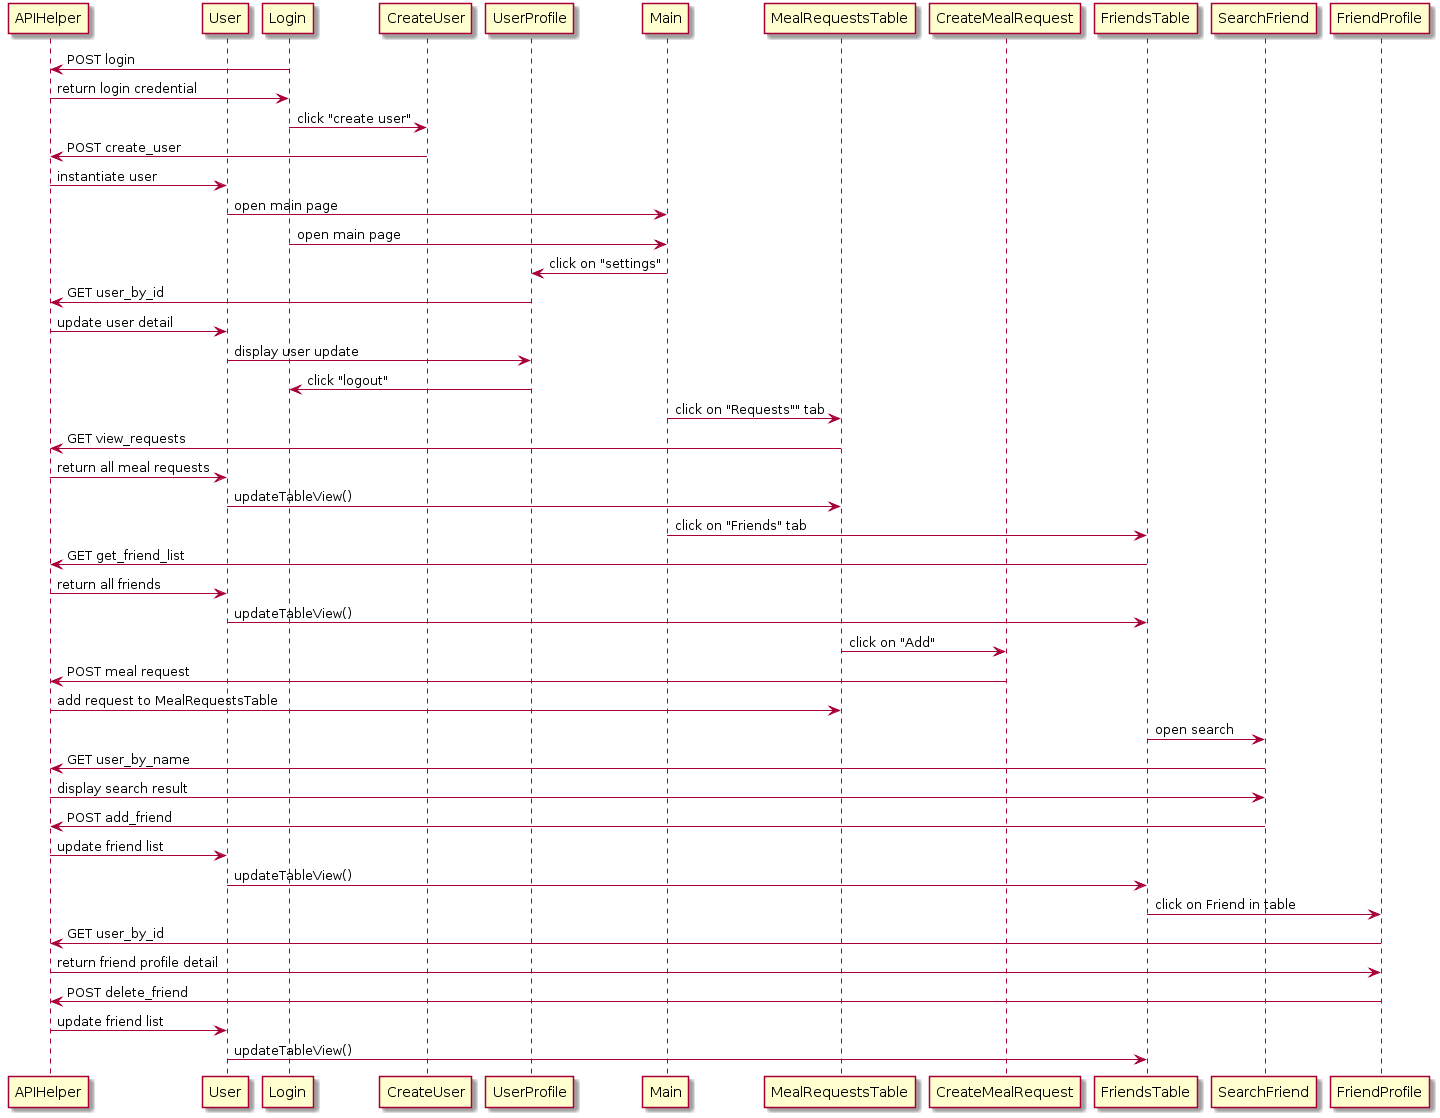 APIHelper User Login CreateUser UserProfile Main MealRequestsTable CreateMealRequest FriendsTable SearchFriend FriendProfile
POST login
return login credential
click "create user"
POST create_user
instantiate user
open main page
open main page
click on "settings"
GET user_by_id
update user detail
display user update
click "logout"
click on "Requests"" tab
GET view_requests
return all meal requests
updateTableView()
click on "Friends" tab
GET get_friend_list
return all friends
updateTableView()
click on "Add"
POST meal request
add request to MealRequestsTable
open search
GET user_by_name
display search result
POST add_friend
update friend list
updateTableView()
click on Friend in table
GET user_by_id
return friend profile detail
POST delete_friend
update friend list
updateTableView()
APIHelper User Login CreateUser UserProfile Main MealRequestsTable CreateMealRequest FriendsTable SearchFriend FriendProfile